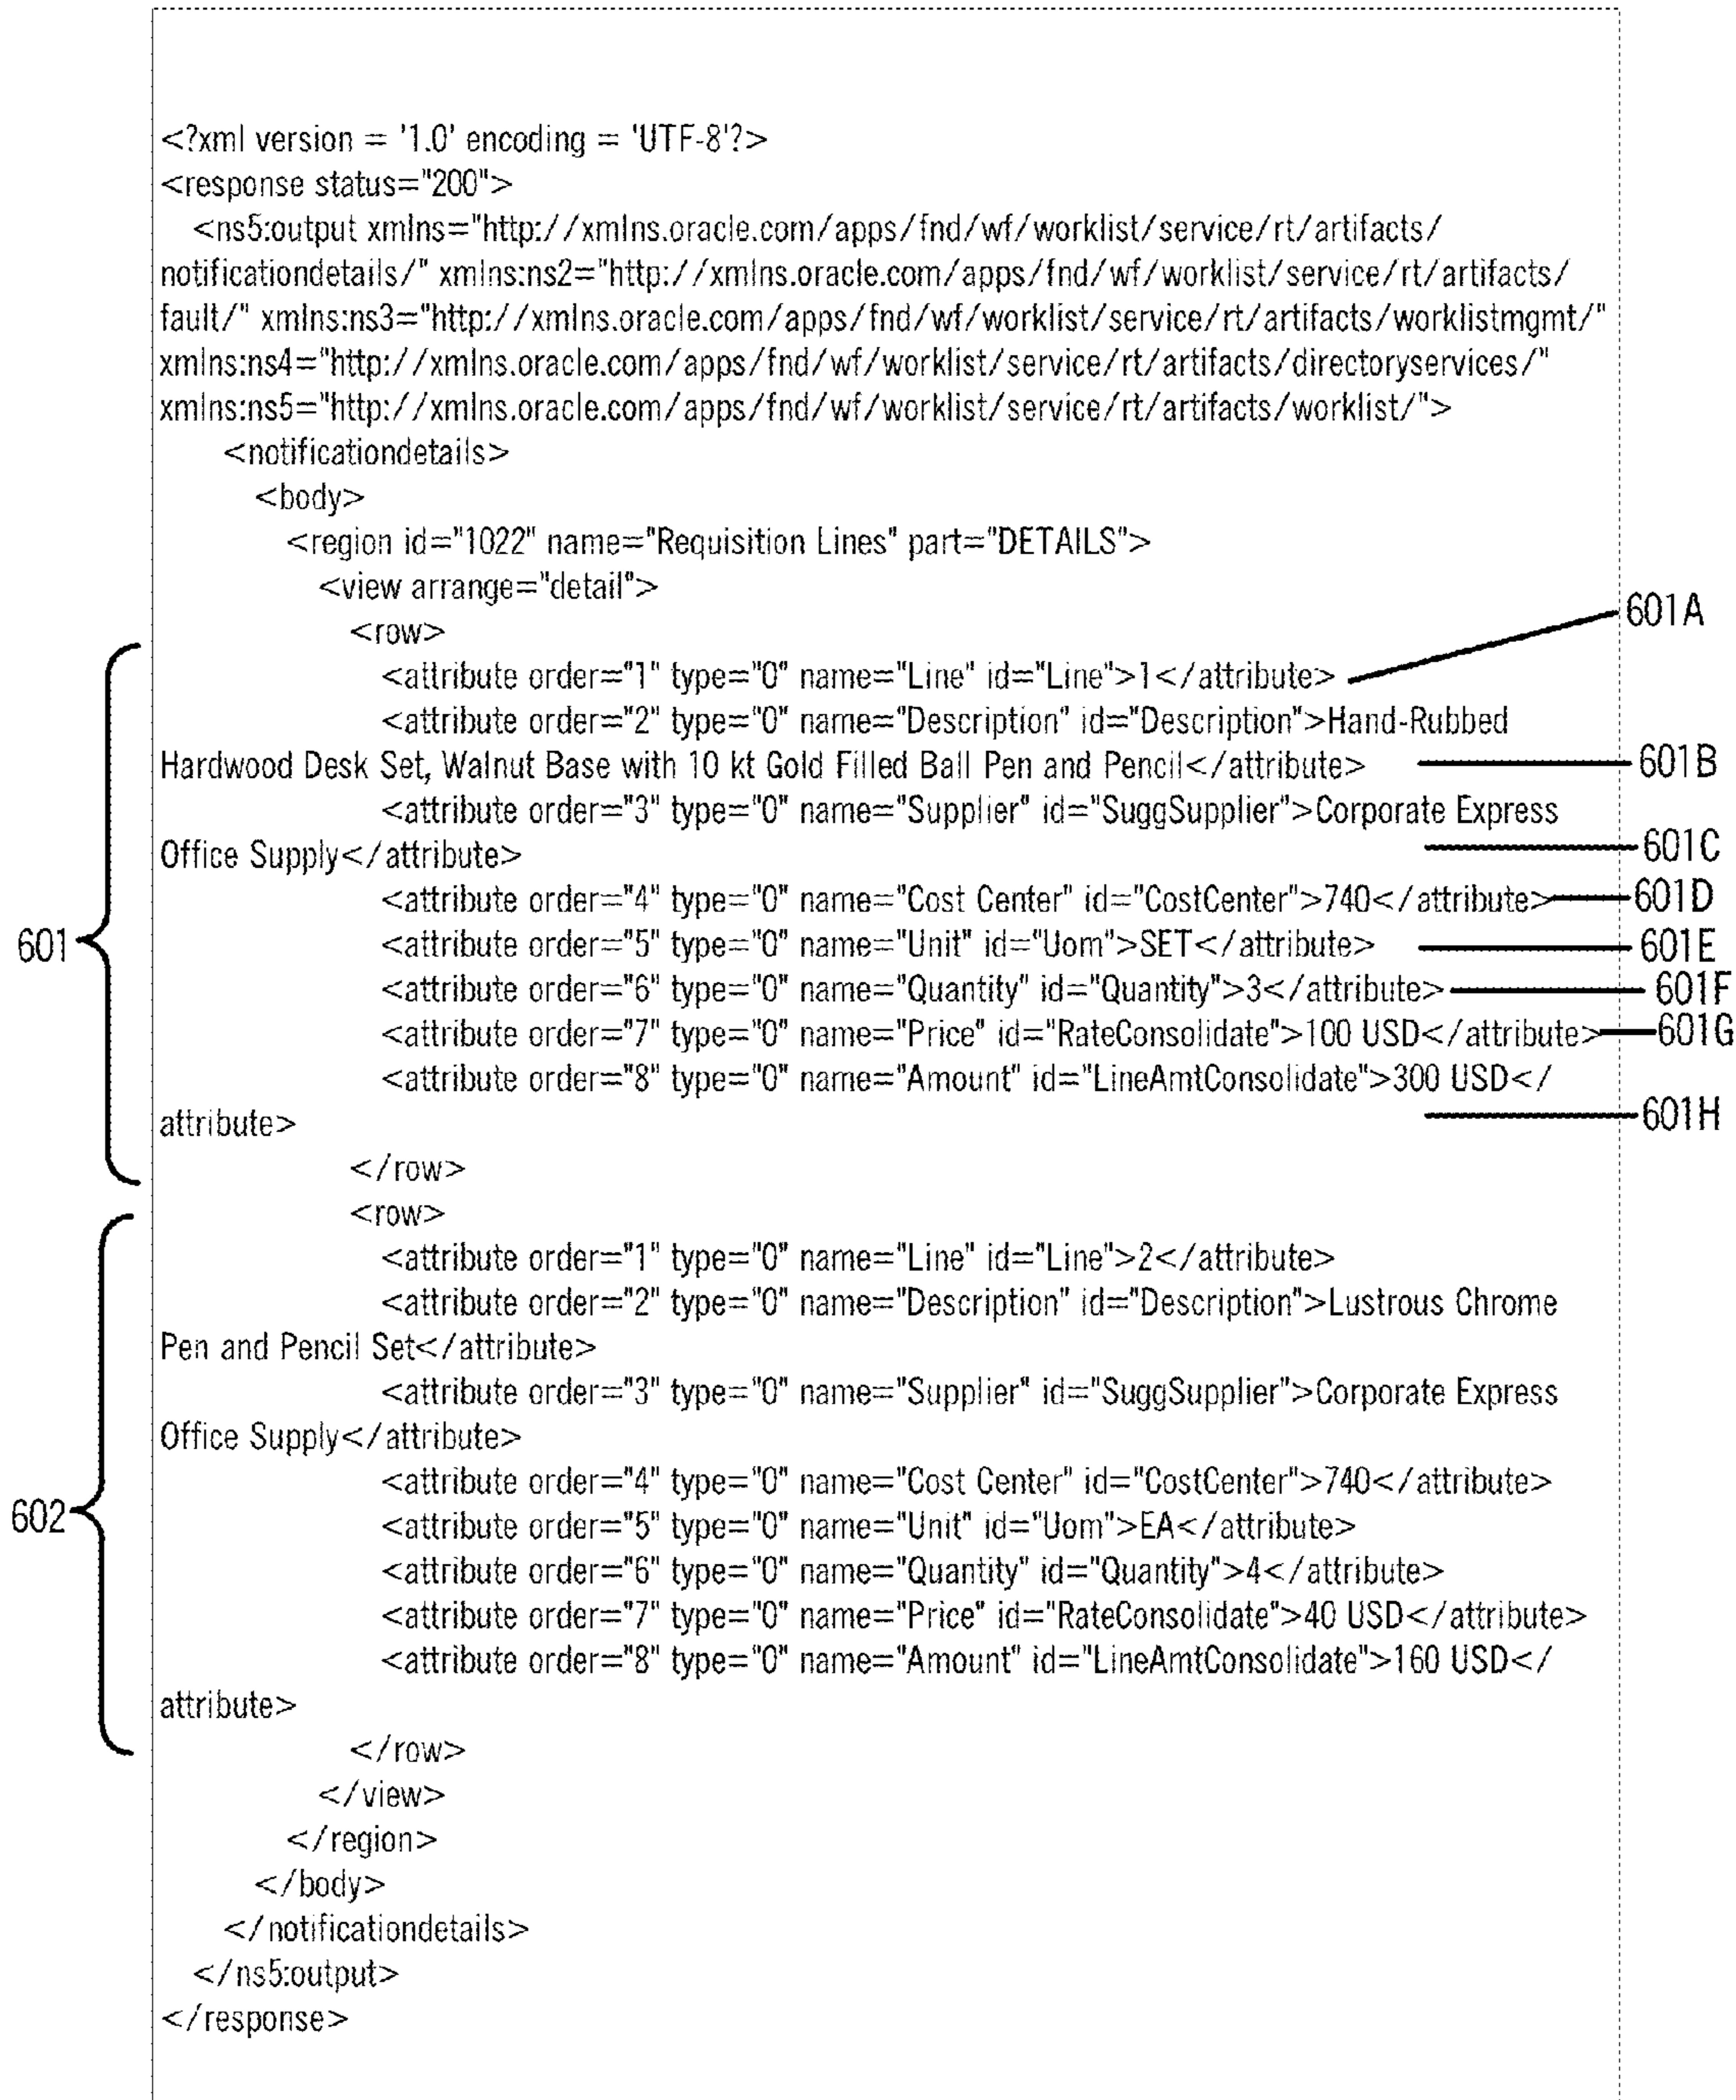 <?xml version = '1.0' encoding = 'UTF-8'?>
<response status="200">
<ns5:output xmlns="http://xmlns.oracle.com/apps/fnd/wf/worklist/service/rt/artifacts/
notificationdetails/" xmlns:ns2="http://xmlns.oracle.com/apps/fnd/wf/worklist/service/rt/artifacts/
fault/" xmlns:ns3="http://xmlns.oracle.com/apps/fnd/wf/worklist/service/rt/artifacts/worklistmgmt/"
xmlns:ns4="http://xmlns.oracle.com/apps/fnd/wf/worklist/service/rt/artifacts/directoryservices/"
xmlns:ns5="http://xmlns.oracle.com/apps/fnd/wf/worklist/service/rt/artifacts/worklist/">
<notificationdetails>
<body>
<region id="1022" name="Requisition Lines" part="DETAILS">
<view arrange="detail">
<row>
<attribute order="1" type="0" name="Line" id="Line">1</attribute> 601A
<attribute order="2" type="0" name="Description" id="Description">Hand-Rubbed
Hardwood Desk Set, Walnut Base with 10 kt Gold Filled Ball Pen and Pencil</attribute> 601B
<attribute order="3" type="0" name="Supplier" id="SuggSupplier">Corporate Express
Office Supply</attribute> 601C
<attribute order="4" type="0" name="Cost Center" id="CostCenter">740</attribute> 601D
601 <attribute order="5" type="0" name="Unit" id="Uom">SET</attribute> 601E
<attribute order="6" type="0" name="Quantity" id="Quantity">3</attribute> 601F
<attribute order="7" type="0" name="Price" id="RateConsolidate">100 USD</attribute> 601G
<attribute order="8" type="0" name="Amount" id="LineAmtConsolidate">300 USD</
attribute> 601H
</row>
<row>
<attribute order="1" type="0" name="Line" id="Line">2</attribute>
<attribute order="2" type="0" name="Description" id="Description">Lustrous Chrome
Pen and Pencil Set</attribute>
<attribute order="3" type="0" name="Supplier" id="SuggSupplier">Corporate Express
Office Supply</attribute>
<attribute order="4" type="0" name="Cost Center" id="CostCenter">740</attribute>
602 <attribute order="5" type="0" name="Unit" id="Uom">EA</attribute>
<attribute order="6" type="0" name="Quantity" id="Quantity">4</attribute>
<attribute order="7" type="0" name="Price" id="RateConsolidate">40 USD</attribute>
<attribute order="8" type="0" name="Amount" id="LineAmtConsolidate">160 USD</
attribute>
</row>
</view>
</region>
</body>
</notificationdetails>
</ns5:output>
</response>